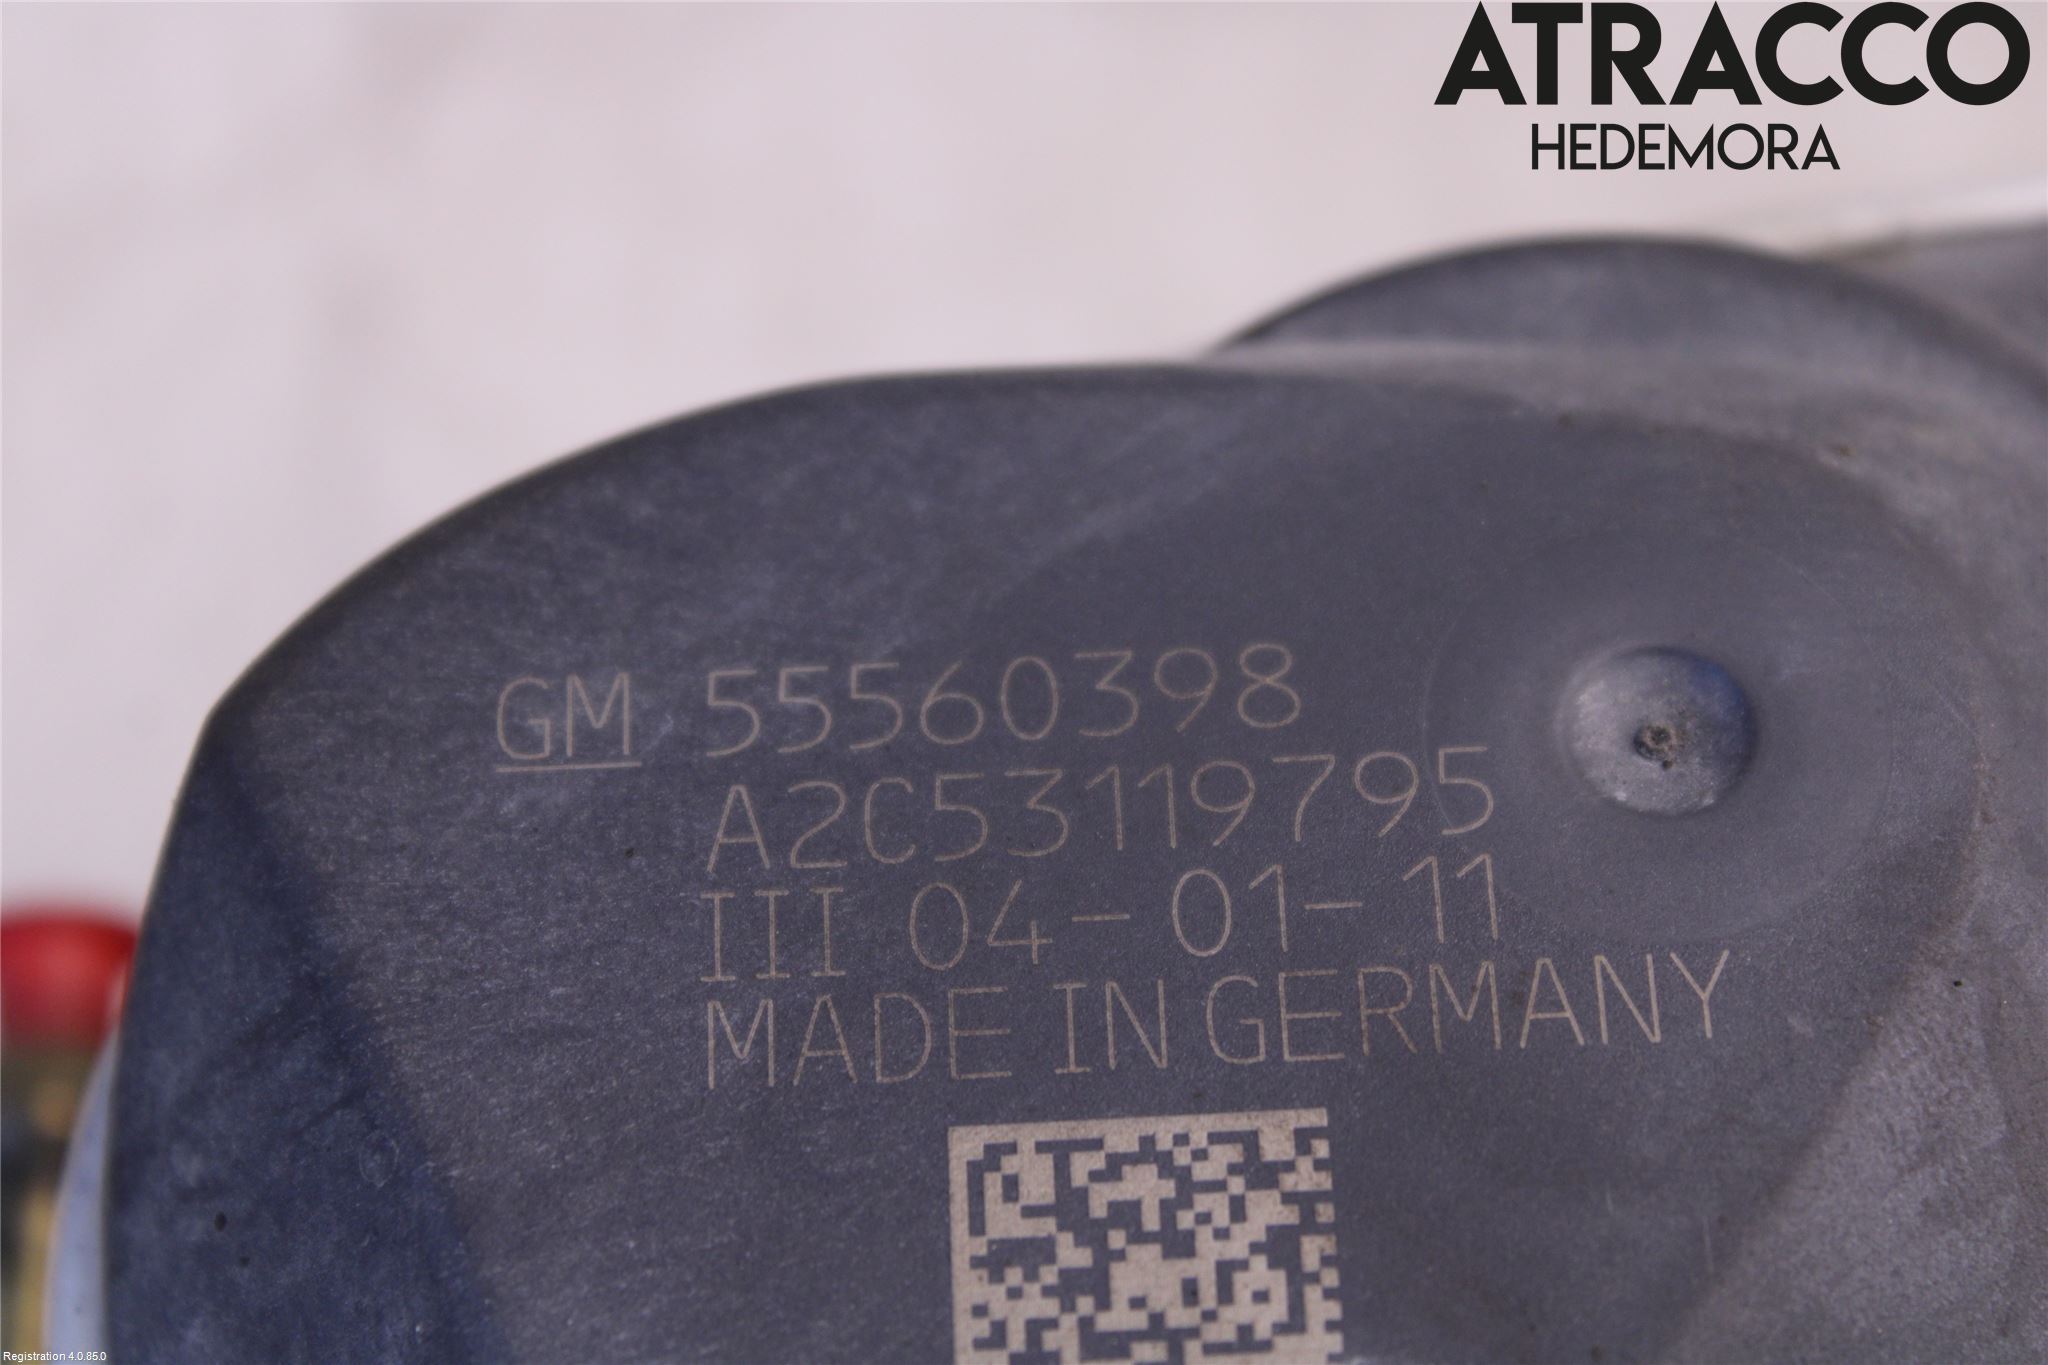 ATRACCO
HEDEMORA
GM 55560398
A2C53119795
III 04-01-11
MADE IN GERMANY
Registration 4.0.85.0